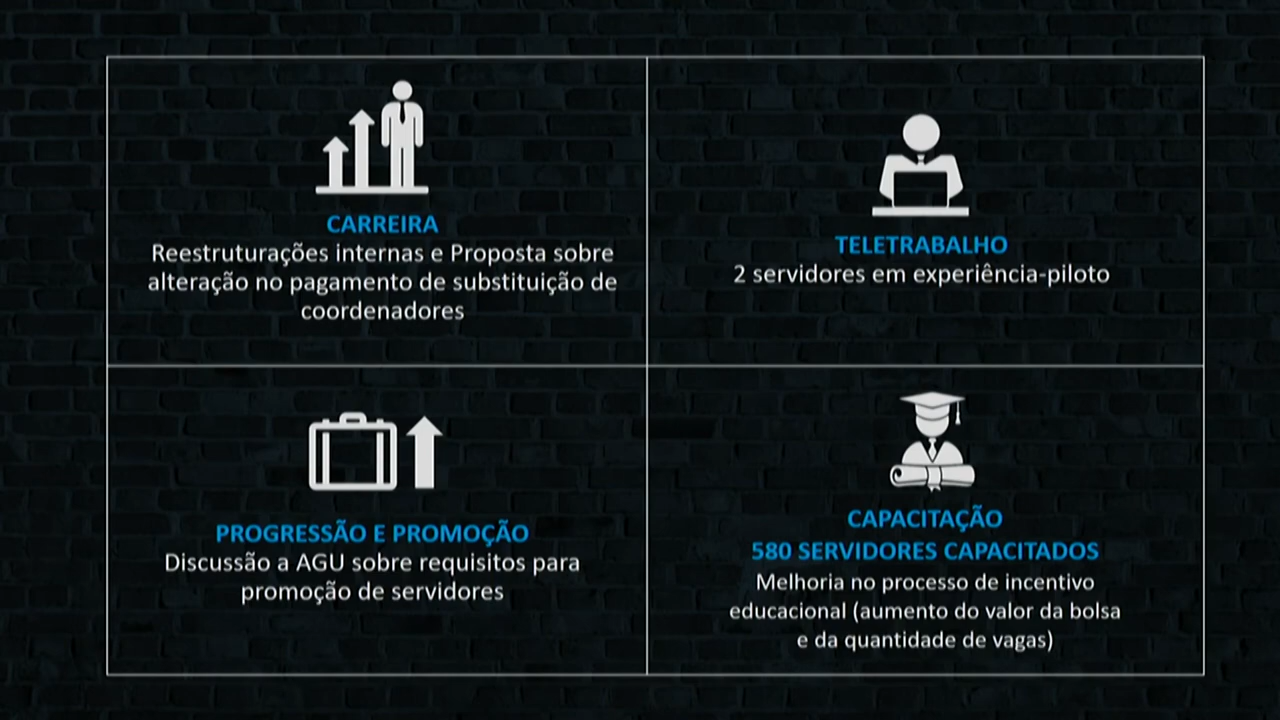 CARREIRA
Reestruturações internas e Proposta sobre
alteração no pagamento de substituição de
coordenadores
TELETRABALHO
2 servidores em experiência-piloto
PROGRESSÃO E PROMOÇÃO
Discussão a AGU sobre requisitos para
promoção de servidores
CAPACITAÇÃO
580 SERVIDORES CAPACITADOS
Melhoria no processo de incentivo
educacional (aumento do valor da bolsa
e da quantidade de vagas)